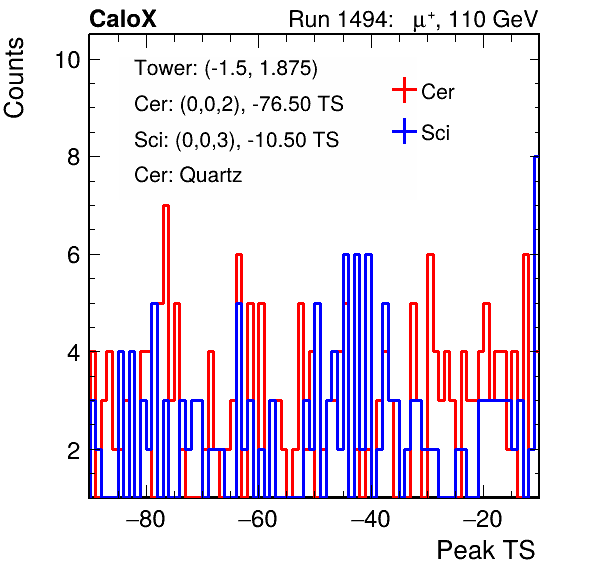 CaloX Run 1494: μ⁺, 110 GeV
Counts
Tower: (-1.5, 1.875)
Cer: (0,0,2), -76.50 TS
Sci: (0,0,3), -10.50 TS
Cer: Quartz
Cer
Sci
10
8
6
4
2
−80 −60 −40 −20
Peak TS